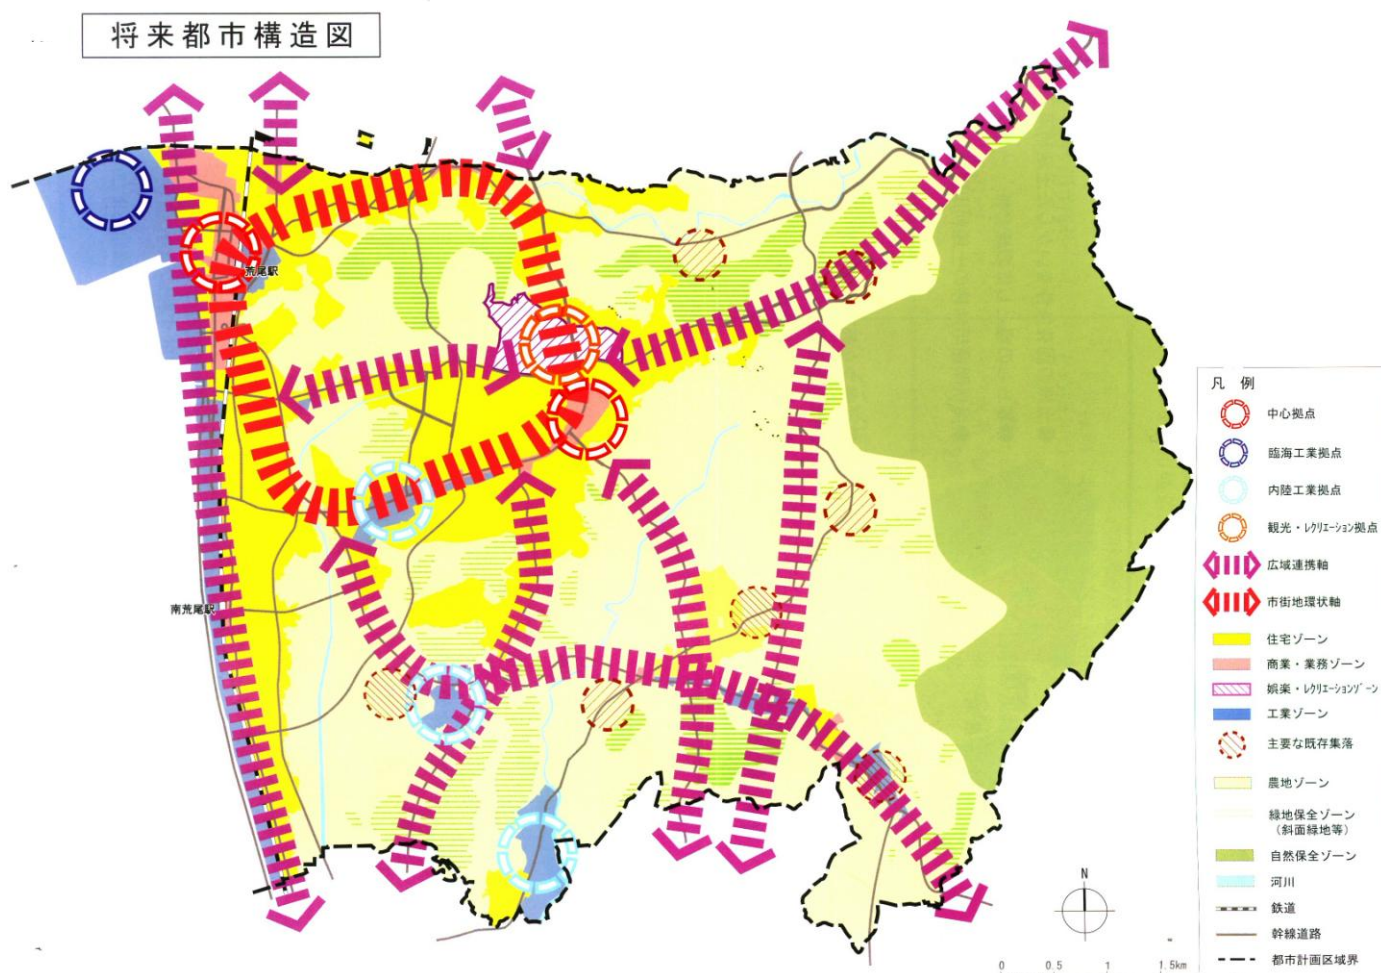 将来都市構造図
荒尾駅
南荒尾駅
凡 例
中心拠点
臨海工業拠点
内陸工業拠点
観光・レクリエーション拠点
広域連携軸
市街地環状軸
住宅ゾーン
商業・業務ゾーン
娯楽・レクリエーションゾーン
工業ゾーン
主要な既存集落
農地ゾーン
緑地保全ゾーン
(斜面緑地等)
自然保全ゾーン
河川
鉄道
幹線道路
都市計画区域界
N
0 0.5 1 1.5km